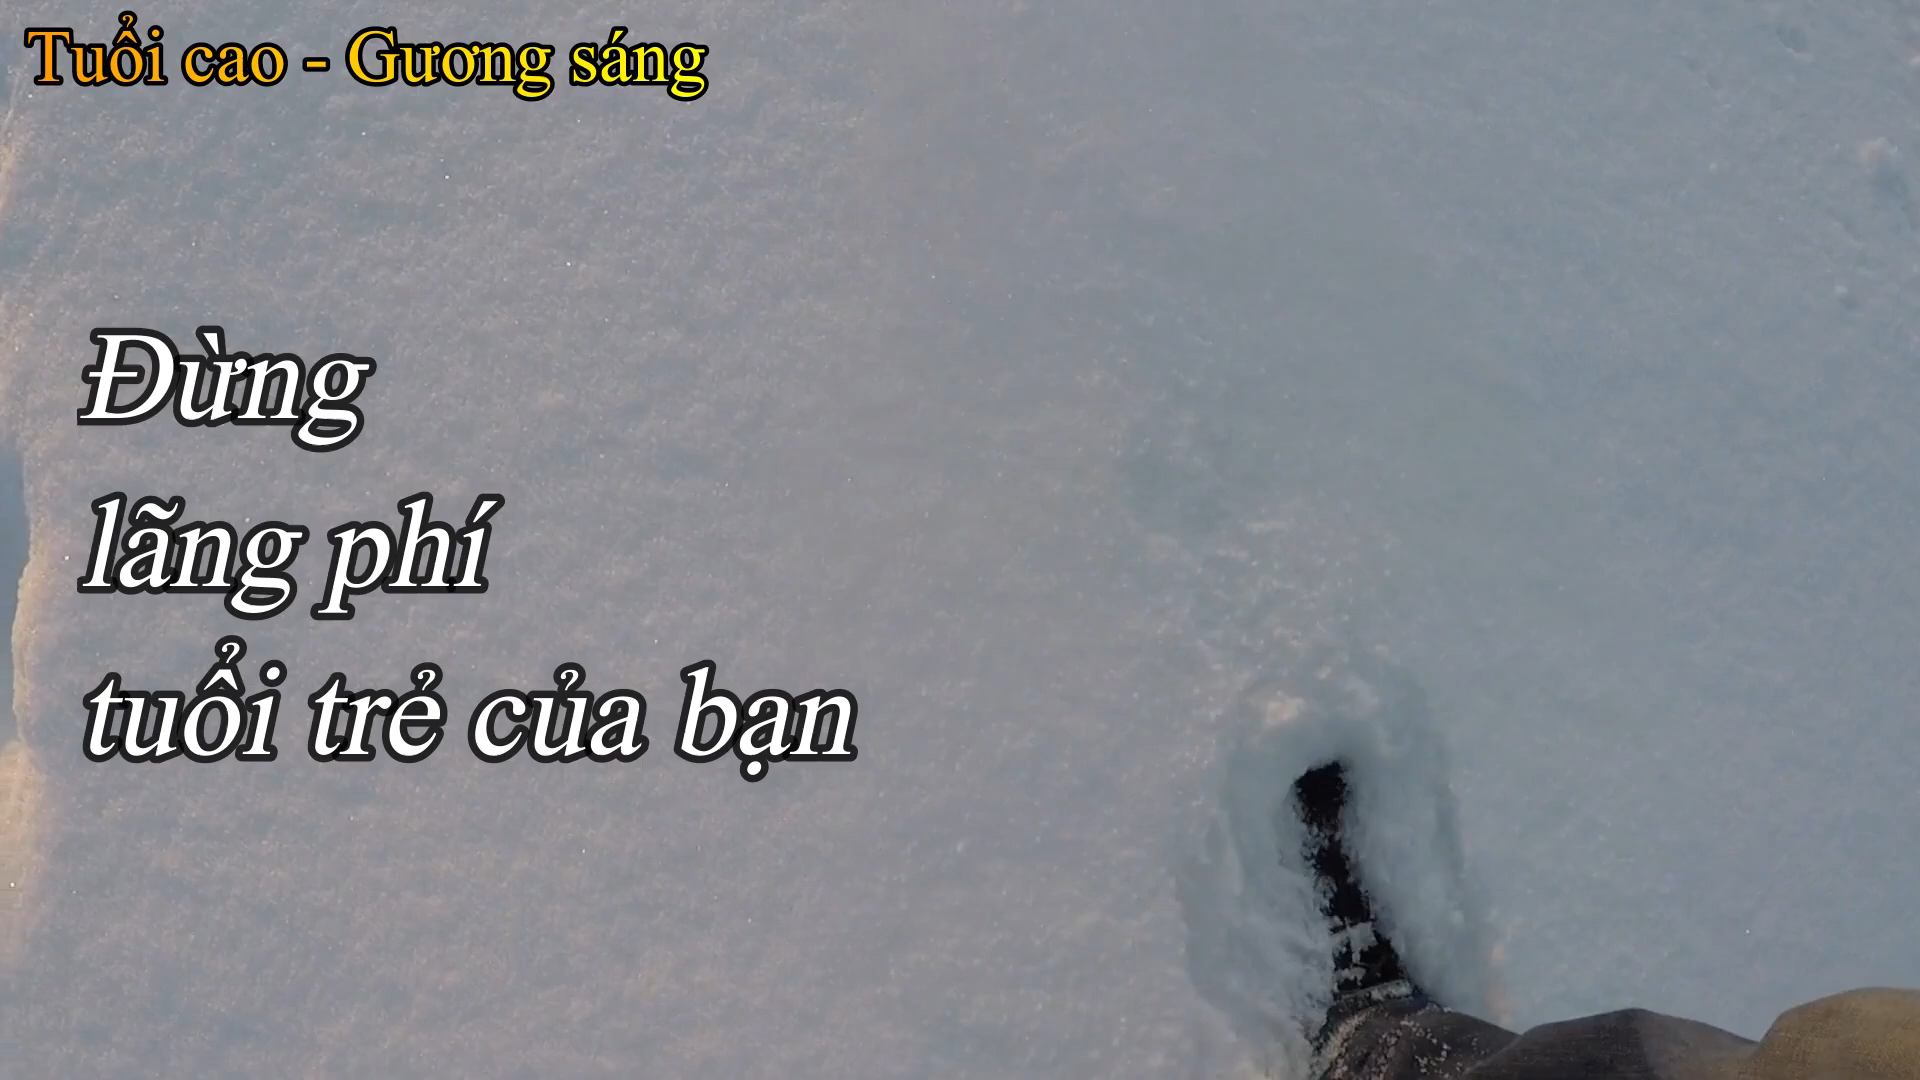 Tuổi cao - Gương sáng
Đừng
lãng phí
tuổi trẻ của bạn